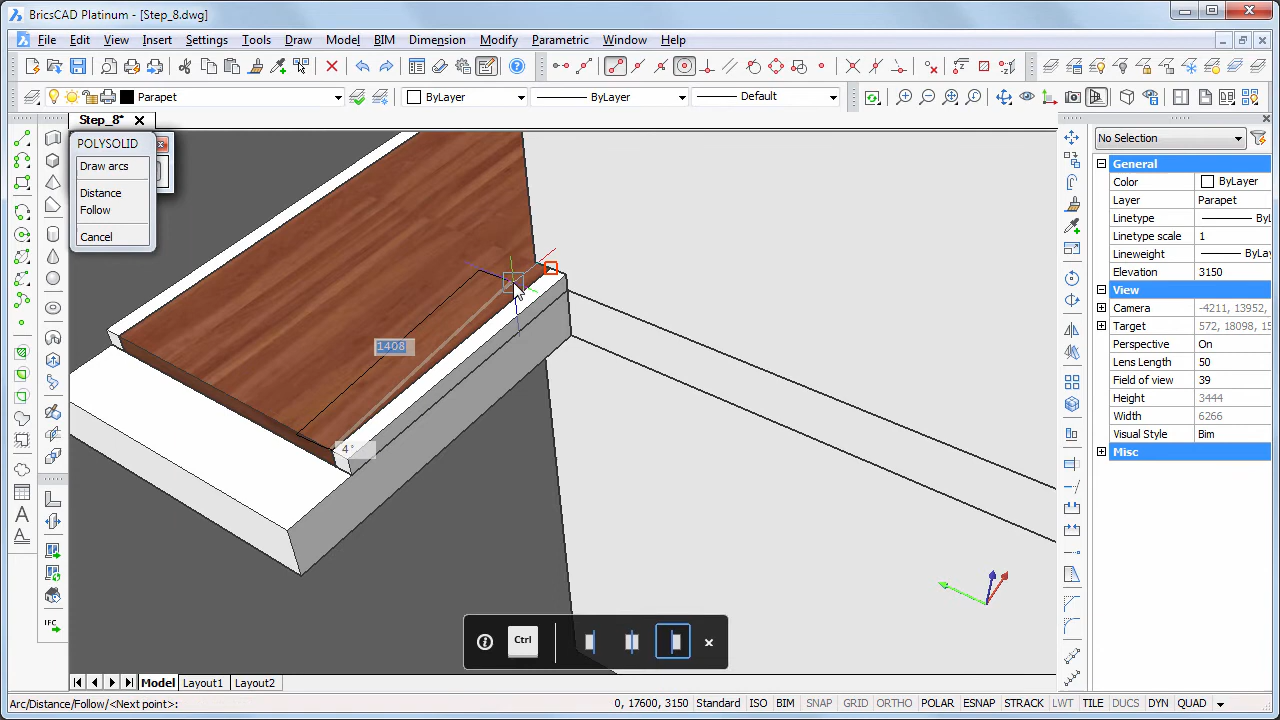 BricsCAD Platinum - [Step_8.dwg]
File Edit View Insert Settings Tools Draw Model BIM Dimension Modify Parametric Window Help
Parapet ByLayer ByLayer Default
Step_8*
POLYSOLID
Draw arcs
Distance
Follow
Cancel
1408
4°
No Selection
General
Color ByLayer
Layer Parapet
Linetype ByL
Linetype scale 1
Lineweight ByLa
Elevation 3150
View
Camera -4211, 13952,
Target 572, 18098, 15
Perspective On
Lens Length 50
Field of view 39
Height 3444
Width 6266
Visual Style Bim
Misc
IFC
Ctrl
Model Layout1 Layout2
Arc/Distance/Follow/<Next point>: 0, 17600, 3150 Standard ISO BIM SNAP GRID ORTHO POLAR ESNAP STRACK LWT TILE DUCS DYN QUAD